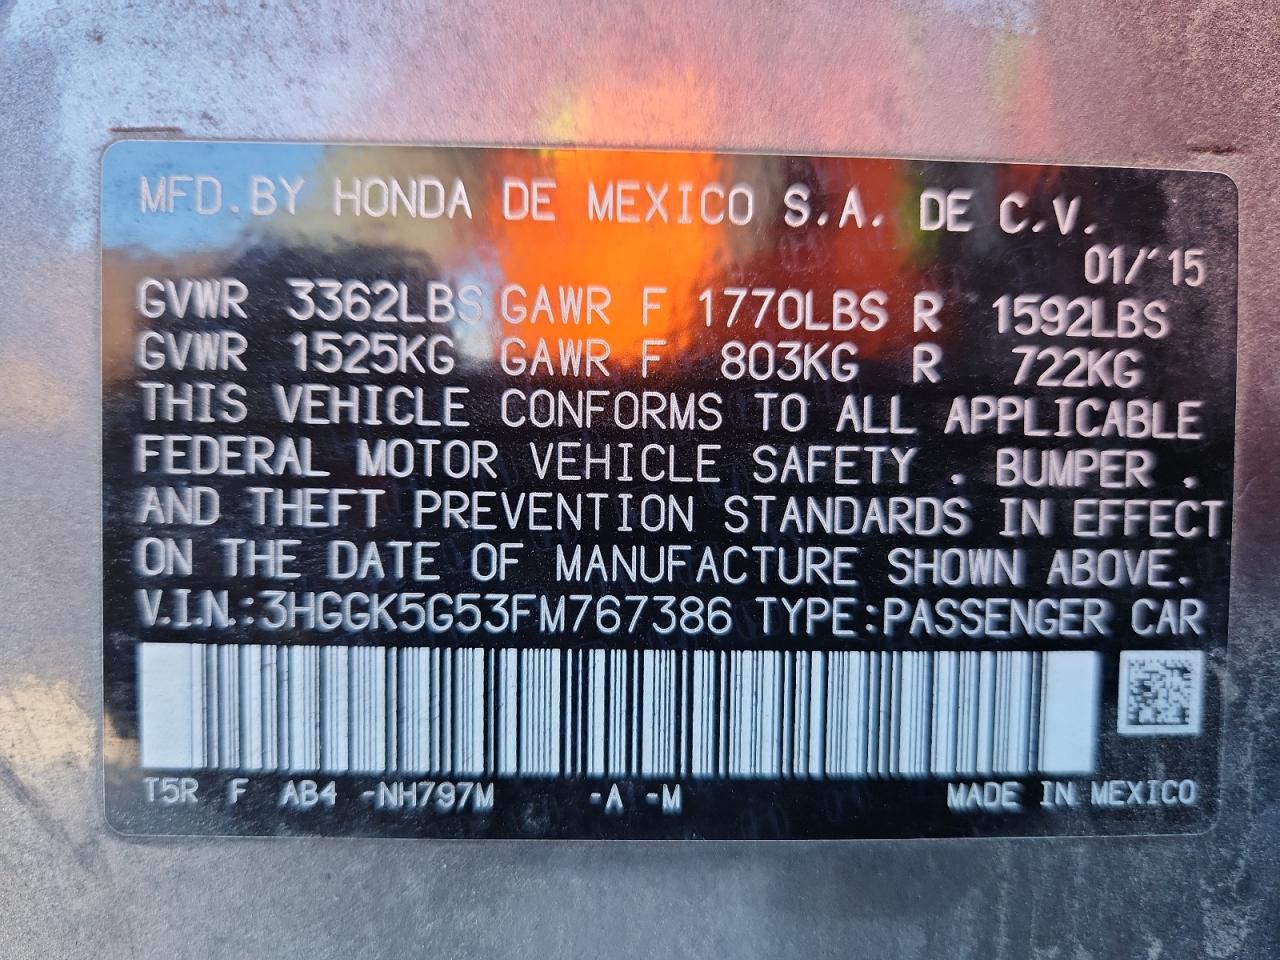 MFD.BY HONDA DE MEXICO S.A. DE C.V.
01/'15
GVWR 3362LBS GAWR F 1770LBS R 1592LBS
GVWR 1525KG GAWR F 803KG R 722KG
THIS VEHICLE CONFORMS TO ALL APPLICABLE
FEDERAL MOTOR VEHICLE SAFETY , BUMPER ,
AND THEFT PREVENTION STANDARDS IN EFFECT
ON THE DATE OF MANUFACTURE SHOWN ABOVE.
V.I.N.:3HGGK5G53FM767386 TYPE:PASSENGER CAR
T5R F AB4 -NH797M -A -M MADE IN MEXICO